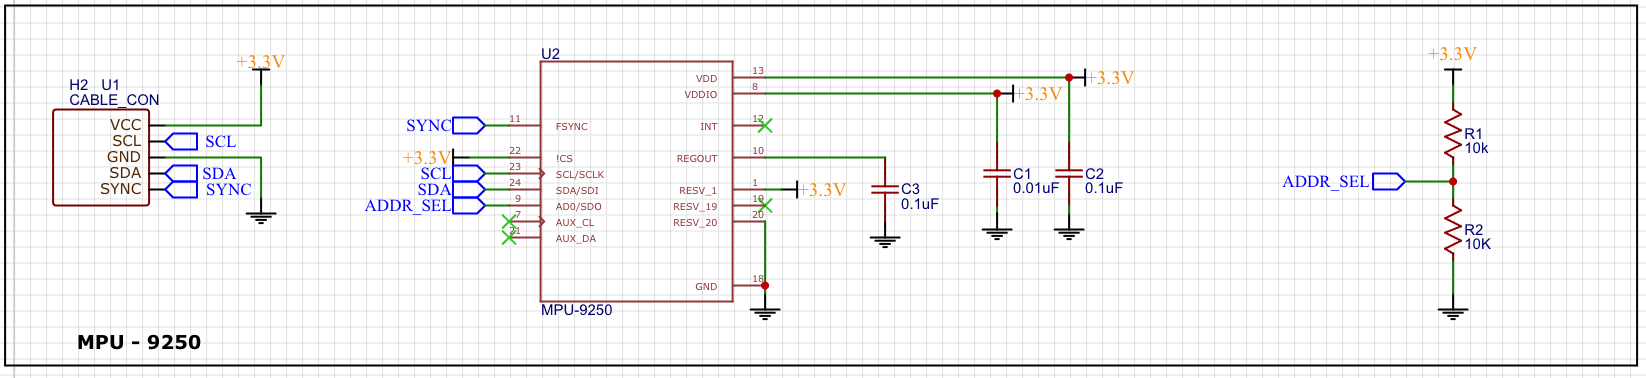 H2 U1
CABLE_CON
VCC
SCL
GND
SDA
SYNC
+3.3V
SCL
SDA
SYNC
SYNC
+3.3V
SCL
SDA
ADDR_SEL
11
22
23
24
9
7
21
U2
FSYNC
!CS
SCL/SCLK
SDA/SDI
AD0/SDO
AUX_CL
AUX_DA
VDD
VDDIO
INT
REGOUT
RESV_1
RESV_19
RESV_20
GND
MPU-9250
13
8
12
10
1
19
20
18
+3.3V
+3.3V
+3.3V
C3
0.1uF
C1
0.01uF
C2
0.1uF
+3.3V
R1
10k
ADDR_SEL
R2
10K
MPU - 9250